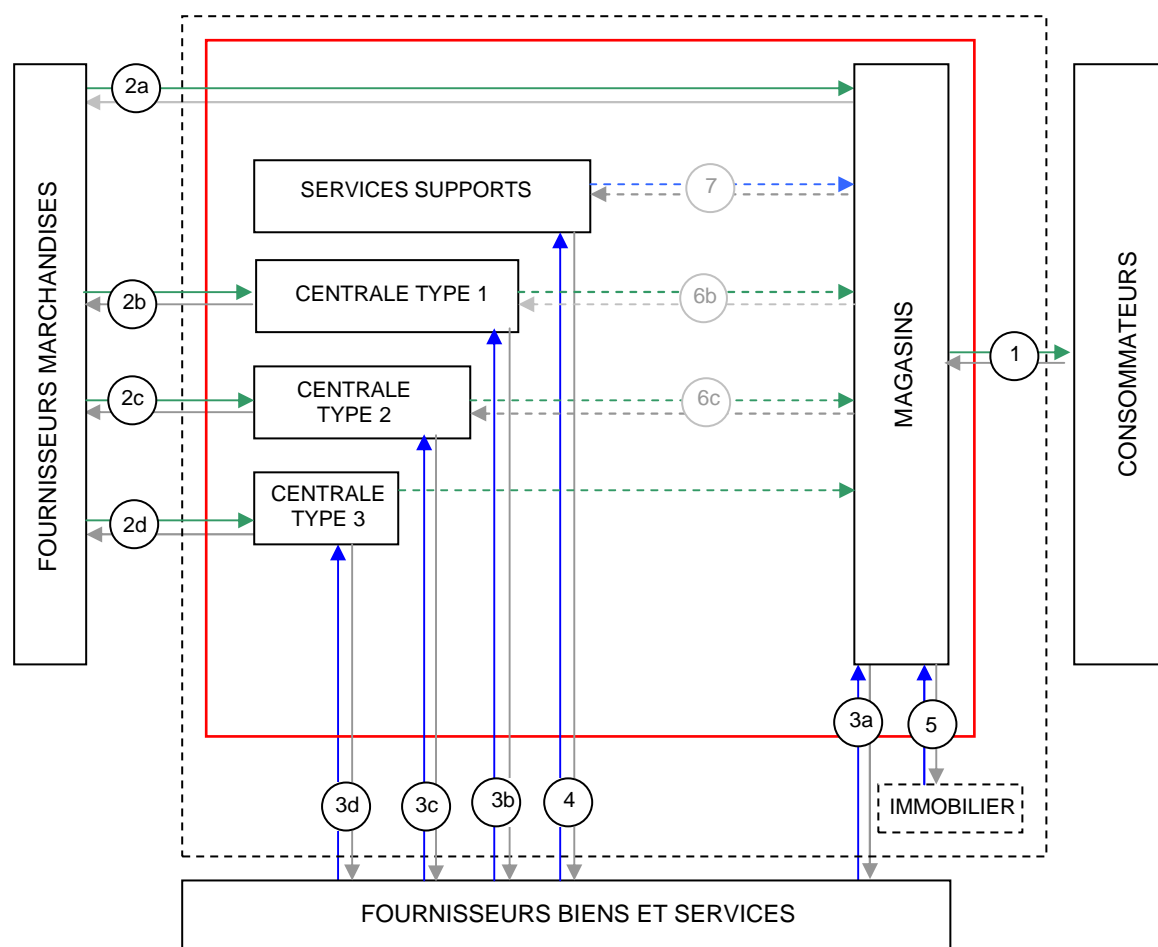 2a
SERVICES SUPPORTS
7
FOURNISSEURS MARCHANDISES
MAGASINS
CONSOMMATEURS
2b
CENTRALE TYPE 1
6b
1
2c
CENTRALE
TYPE 2
6c
2d
CENTRALE
TYPE 3
3a
5
3d
3c
3b
4
IMMOBILIER
FOURNISSEURS BIENS ET SERVICES